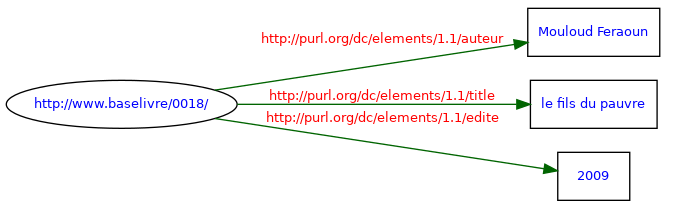 http://purl.org/dc/elements/1.1/auteur
Mouloud Feraoun
http://www.baselivre/0018/
http://purl.org/dc/elements/1.1/title
le fils du pauvre
http://purl.org/dc/elements/1.1/edite
2009